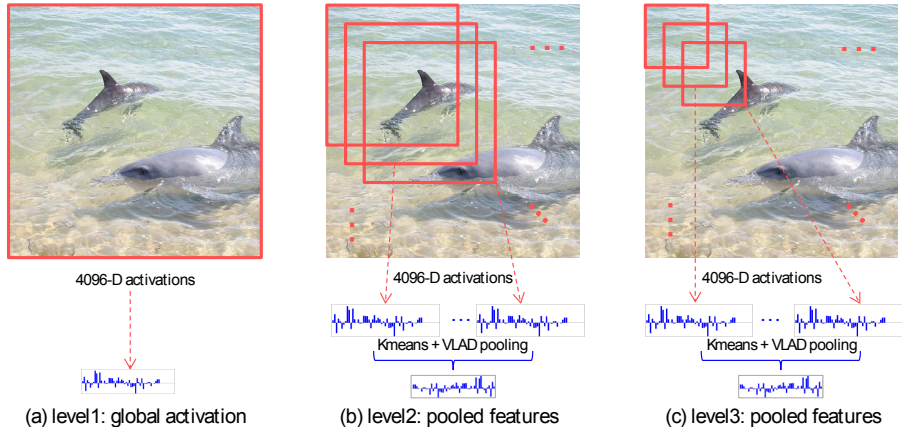 4096-D activations
4096-D activations
4096-D activations
Kmeans + VLAD pooling
Kmeans + VLAD pooling
(a) level1: global activation
(b) level2: pooled features
(c) level3: pooled features